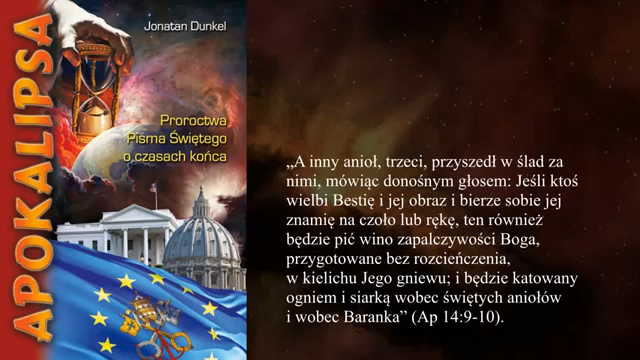 Jonatan Dunkel
APOKALIPSA
Proroctwa
Pisma Świętego
o czasach końca
„A inny anioł, trzeci, przyszedł w ślad za
nimi, mówiąc donośnym głosem: Jeśli ktoś
wielbi Bestię i jej obraz i bierze sobie jej
znamię na czoło lub rękę, ten również
będzie pić wino zapalczywości Boga,
przygotowane bez rozcieńczenia,
w kielichu Jego gniewu; i będzie katowany
ogniem i siarką wobec świętych aniołów
i wobec Baranka” (Ap 14:9-10).